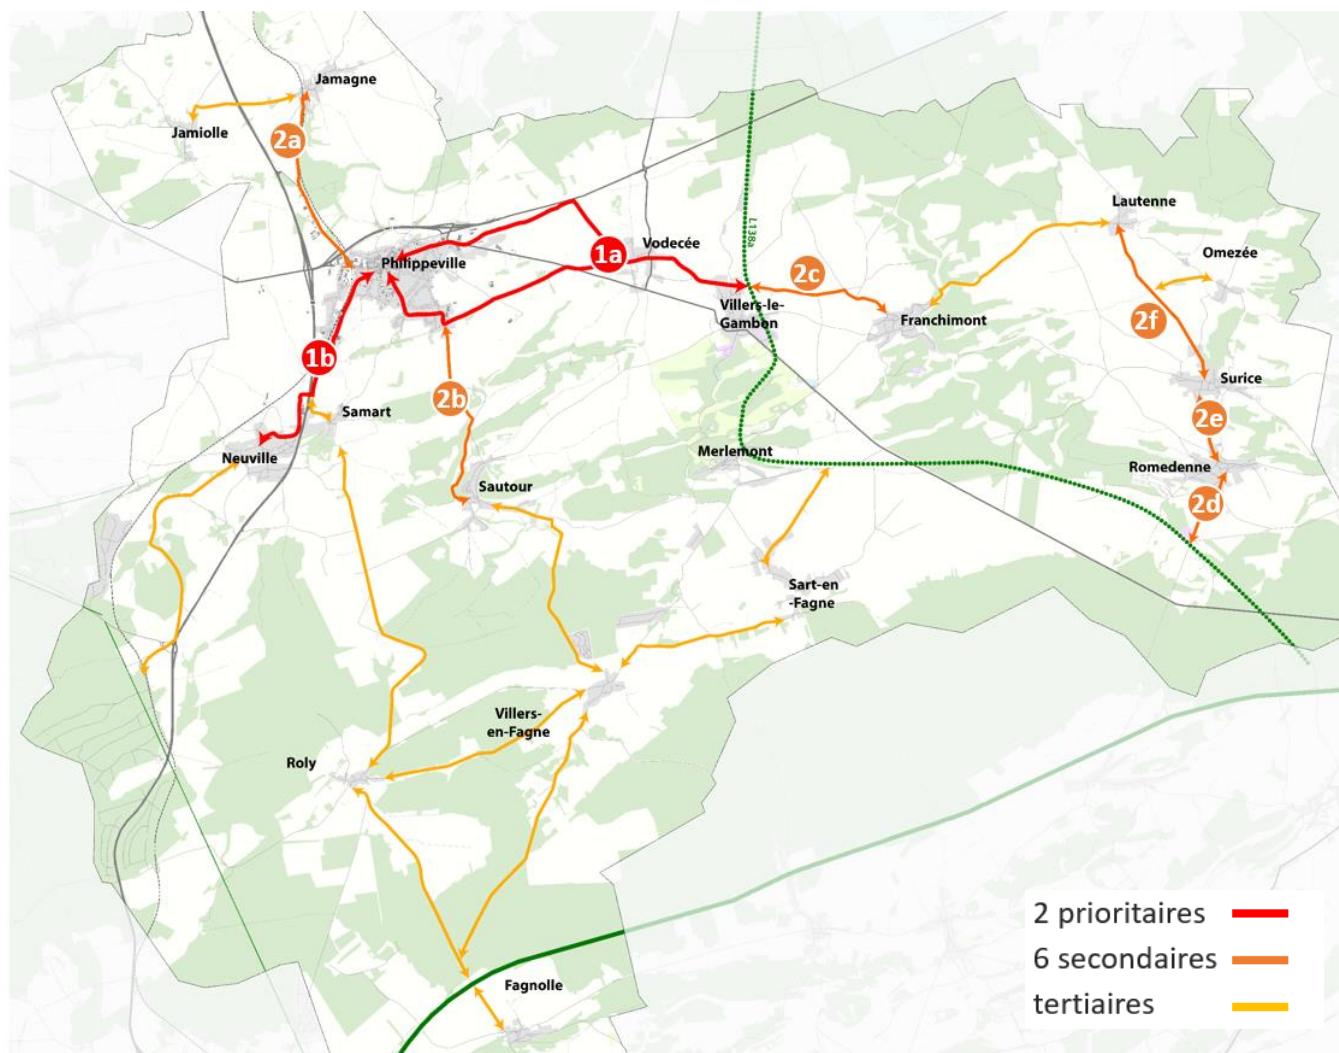 Jamagne
Jamiolle
2a
Lautenne
L138a
Vodecée
1a
Omezée
Philippeville
2c
Villers-le-
Gambon
Franchimont
2f
1b
Surice
2b
Samart
2e
Neuville
Merlemont
Romedenne
Sautour
2d
Sart-en
-Fagne
Villers-
en-Fagne
Roly
Fagnolle
2 prioritaires
6 secondaires
tertiaires